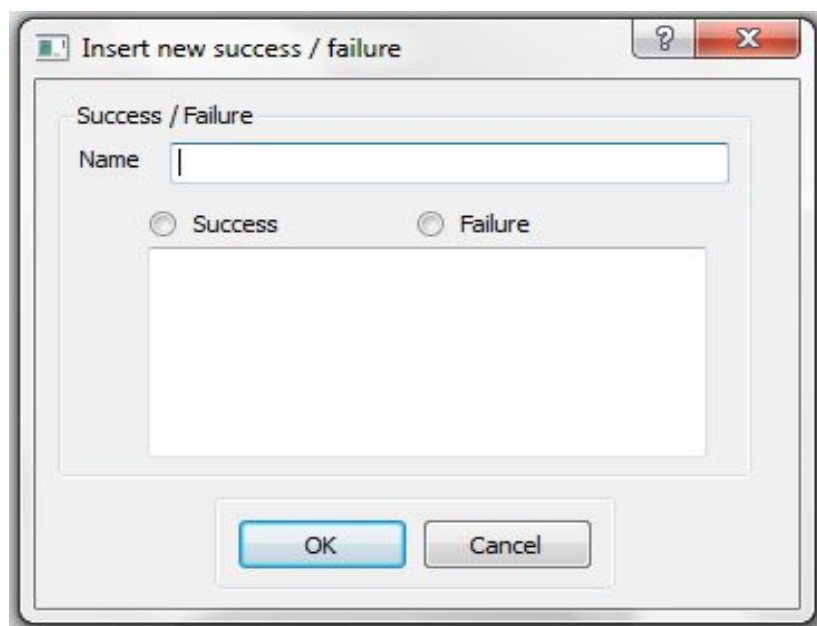 Insert new success / failure
Success / Failure
Name
Success Failure
OK Cancel